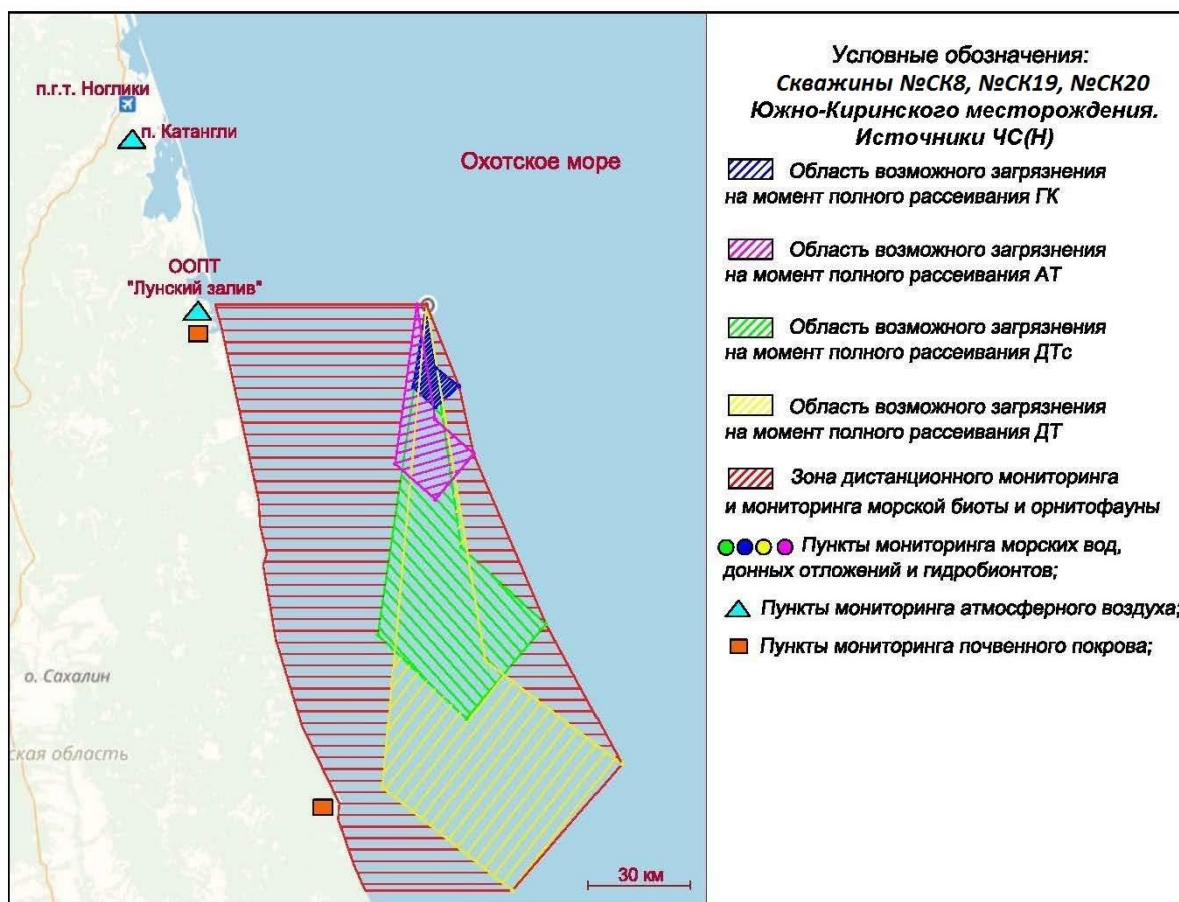 п.г.т. Ноглики
п. Катангли
Охотское море
ООПТ
"Лунский залив"
о. Сахалин
ская область
30 км
Условные обозначения:
Скважины №СК8, №СК19, №СК20
Южно-Киринского месторождения.
Источники ЧС(Н)
Область возможного загрязнения
на момент полного рассеивания ГК
Область возможного загрязнения
на момент полного рассеивания АТ
Область возможного загрязнения
на момент полного рассеивания ДТс
Область возможного загрязнения
на момент полного рассеивания ДТ
Зона дистанционного мониторинга
и мониторинга морской биоты и орнитофауны
Пункты мониторинга морских вод,
донных отложений и гидробионтов;
Пункты мониторинга атмосферного воздуха;
Пункты мониторинга почвенного покрова;